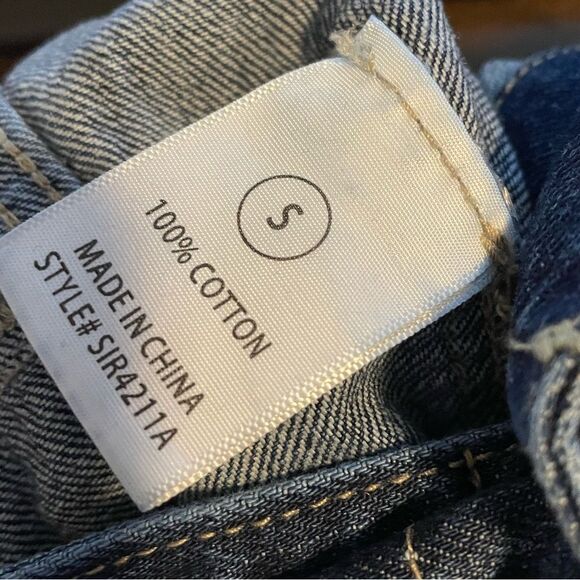 S
100% COTTON
MADE IN CHINA
STYLE# SIR4211A